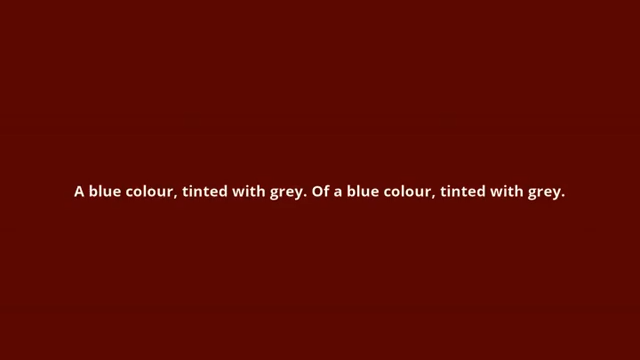 A blue colour, tinted with grey. Of a blue colour, tinted with grey.